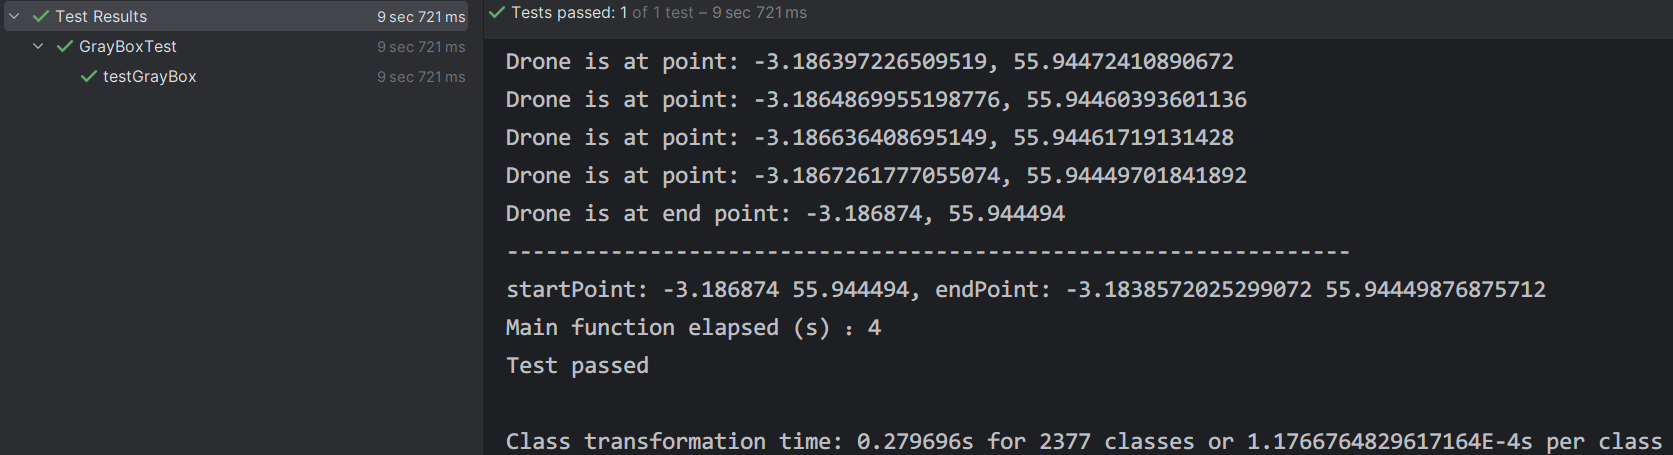 Test Results 9 sec 721 ms
GrayBoxTest 9 sec 721 ms
testGrayBox 9 sec 721 ms
Tests passed: 1 of 1 test – 9 sec 721 ms
Drone is at point: -3.186397226509519, 55.94472410890672
Drone is at point: -3.1864869955198776, 55.94460393601136
Drone is at point: -3.186636408695149, 55.94461719131428
Drone is at point: -3.1867261777055074, 55.94449701841892
Drone is at end point: -3.186874, 55.944494
-----------------------------------------------------------------
startPoint: -3.186874 55.944494, endPoint: -3.1838572025299072 55.94449876875712
Main function elapsed (s) : 4
Test passed
Class transformation time: 0.279696s for 2377 classes or 1.1766764829617164E-4s per class